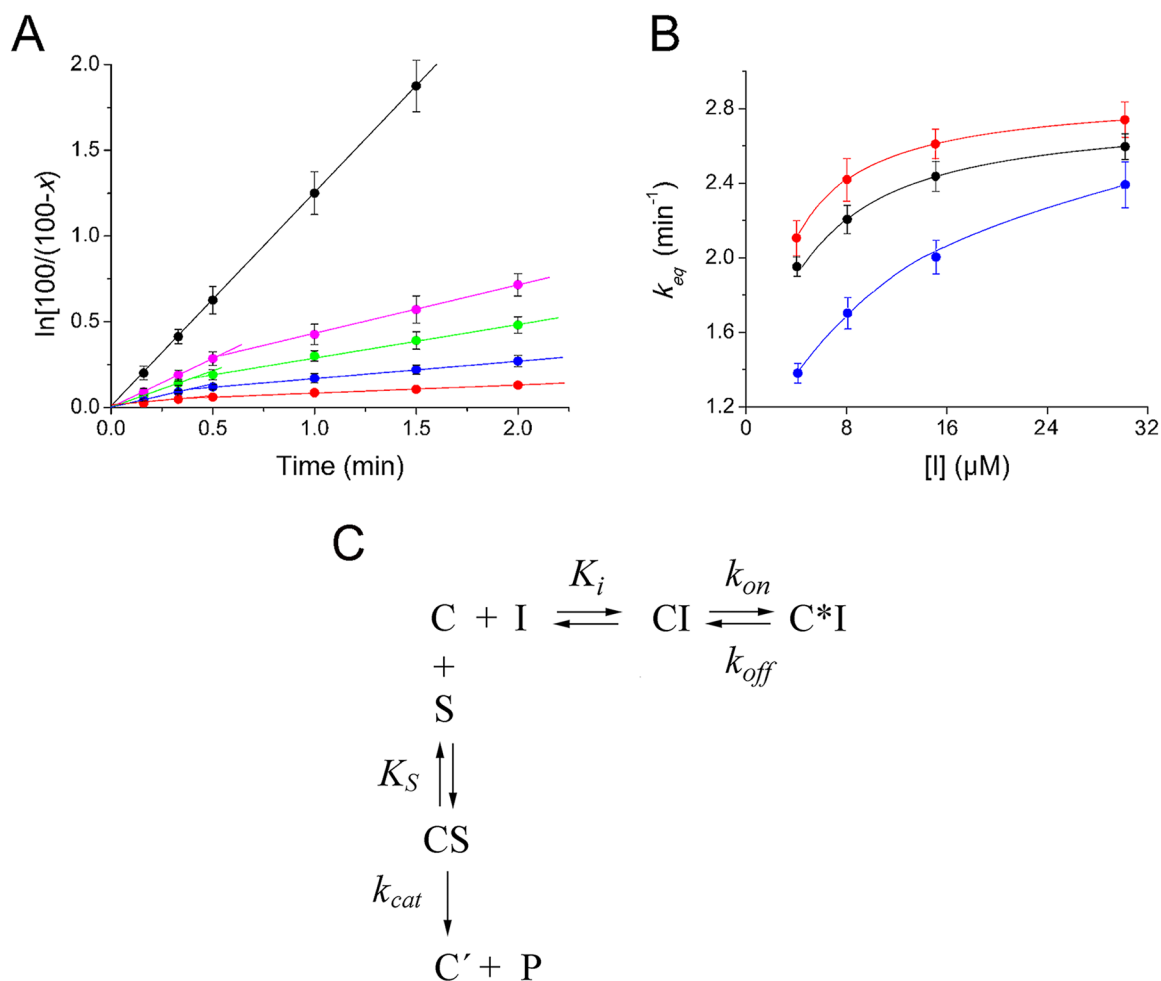 A
ln[100/(100-x)]
2.0
1.5
1.0
0.5
0.0
0.0 0.5 1.0 1.5 2.0
Time (min)
B
k_eq (min⁻¹)
2.8
2.4
2.0
1.6
1.2
0 8 16 24 32
[I] (µM)
C
K_i k_on
C + I CI C*I
k_off
+
S
K_S
CS
k_cat
C´ + P